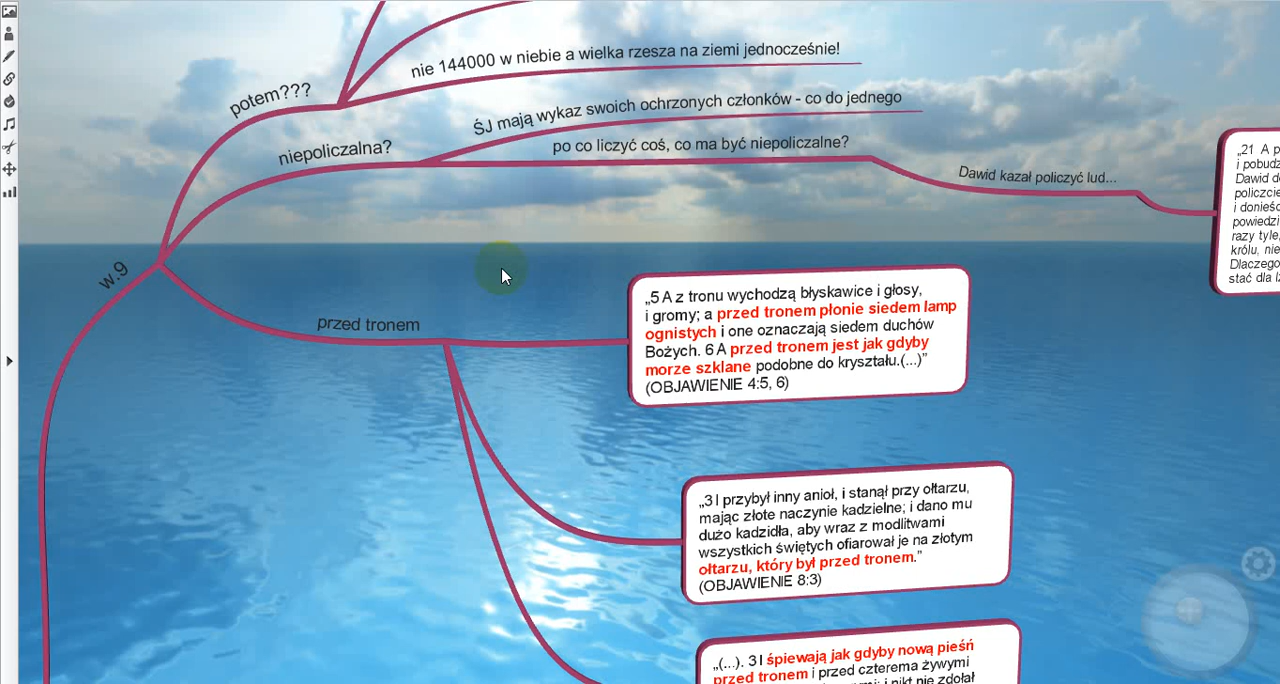 nie 144000 w niebie a wielka rzesza na ziemi jednocześnie!
potem???
ŚJ mają wykaz swoich ochrzonych członków - co do jednego
niepoliczalna?
po co liczyć coś, co ma być niepoliczalne?
Dawid kazał policzyć lud...
„21 A p
i pobudz
Dawid do
policzcie
i donieśc
powiedzi
razy tyle,
królu, nie
Dlaczego
stać dla Iz
w.9
przed tronem
„5 A z tronu wychodzą błyskawice i głosy,
i gromy; a przed tronem płonie siedem lamp
ognistych i one oznaczają siedem duchów
Bożych. 6 A przed tronem jest jak gdyby
morze szklane podobne do kryształu.(...)”
(OBJAWIENIE 4:5, 6)
„3 I przybył inny anioł, i stanął przy ołtarzu,
mając złote naczynie kadzielne; i dano mu
dużo kadzidła, aby wraz z modlitwami
wszystkich świętych ofiarował je na złotym
ołtarzu, który był przed tronem.”
(OBJAWIENIE 8:3)
„(...). 3 I śpiewają jak gdyby nową pieśń
przed tronem i przed czterema żywymi
i nikt nie zdołał